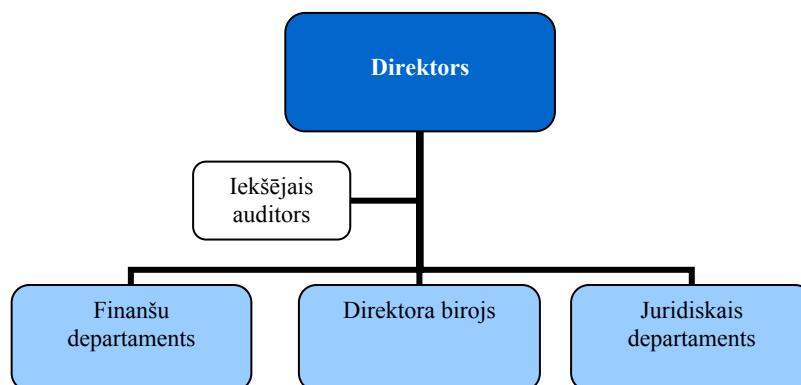 Direktors
Iekšējais
auditors
Finanšu
departaments
Direktora birojs
Juridiskais
departaments